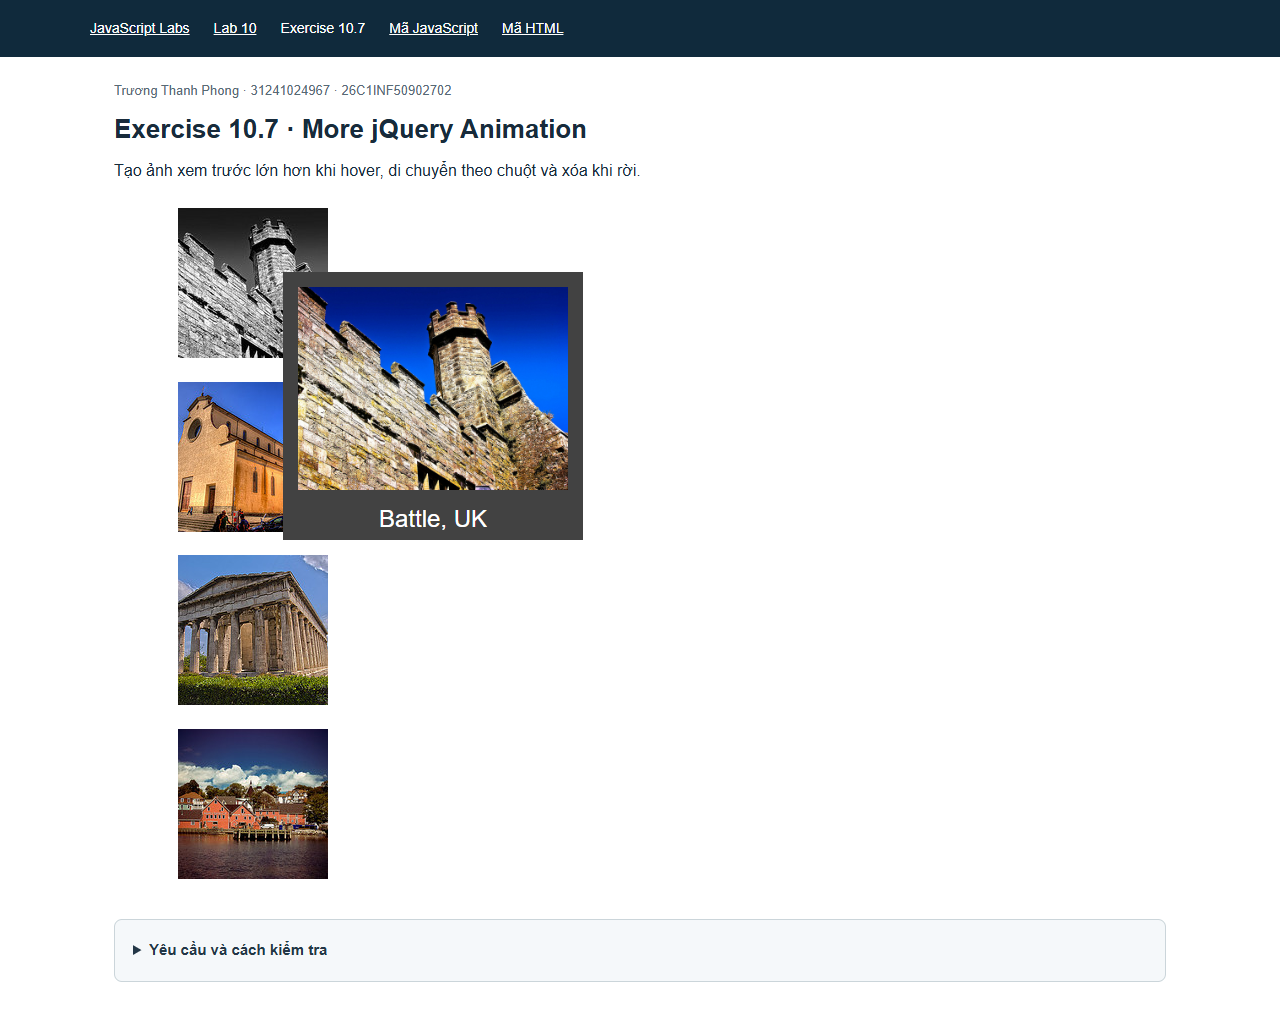 JavaScript Labs Lab 10 Exercise 10.7 Mã JavaScript Mã HTML
Trương Thanh Phong · 31241024967 · 26C1INF50902702
Exercise 10.7 · More jQuery Animation
Tạo ảnh xem trước lớn hơn khi hover, di chuyển theo chuột và xóa khi rời.
Battle, UK
Yêu cầu và cách kiểm tra